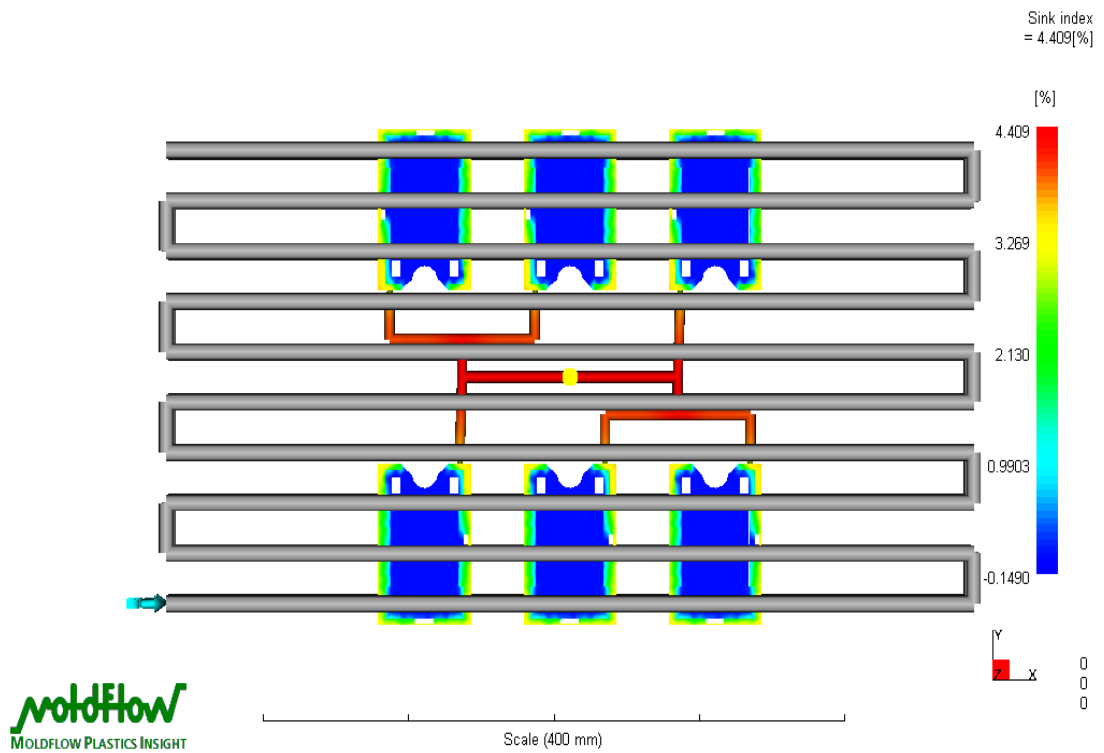 Sink index
= 4.409[%]
[%]
4.409
3.269
2.130
0.9903
-0.1490
Y
Z X
0
0
0
moldflow
MOLDFLOW PLASTICS INSIGHT
Scale (400 mm)